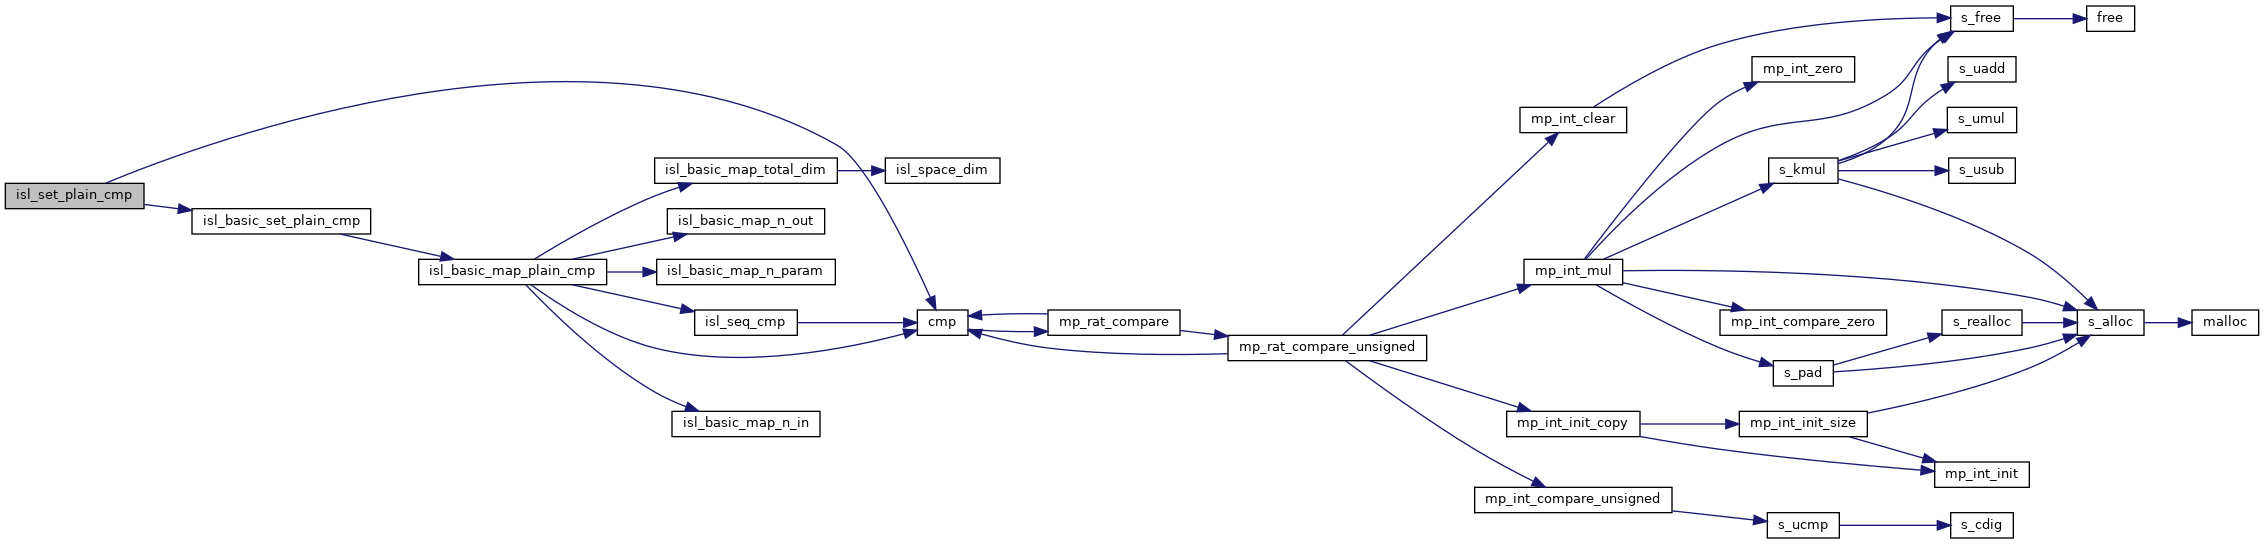 isl_set_plain_cmp
isl_basic_set_plain_cmp
isl_basic_map_plain_cmp
isl_basic_map_total_dim
isl_space_dim
isl_basic_map_n_out
isl_basic_map_n_param
isl_seq_cmp
isl_basic_map_n_in
cmp
mp_rat_compare
mp_rat_compare_unsigned
mp_int_clear
mp_int_mul
mp_int_init_copy
mp_int_compare_unsigned
mp_int_zero
s_kmul
mp_int_compare_zero
s_pad
mp_int_init_size
s_ucmp
s_free
s_uadd
s_umul
s_usub
s_realloc
mp_int_init
s_cdig
free
s_alloc
malloc